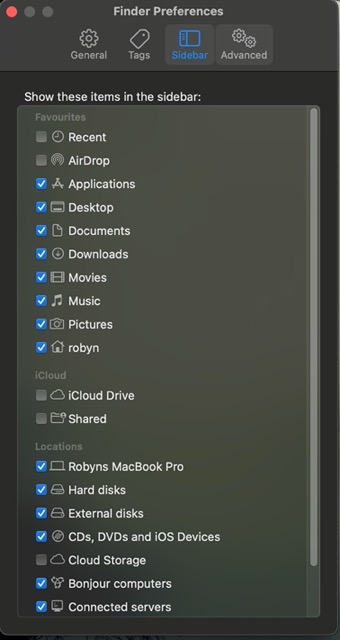 Finder Preferences
General
Tags
Sidebar
Advanced
Show these items in the sidebar:
Favourites
Recent
AirDrop
Applications
Desktop
Documents
Downloads
Movies
Music
Pictures
robyn
iCloud
iCloud Drive
Shared
Locations
Robyns MacBook Pro
Hard disks
External disks
CDs, DVDs and iOS Devices
Cloud Storage
Bonjour computers
Connected servers